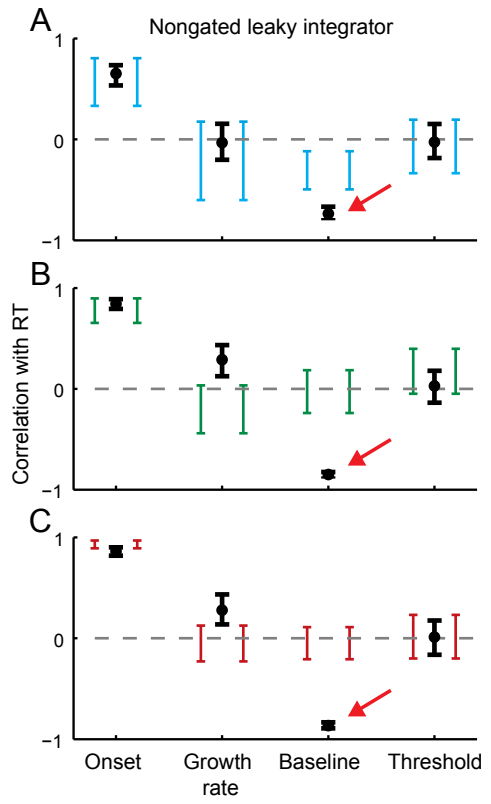 A
Nongated leaky integrator
1
0
−1
B
1
0
−1
Correlation with RT
C
1
0
−1
Onset
Growth rate
Baseline
Threshold